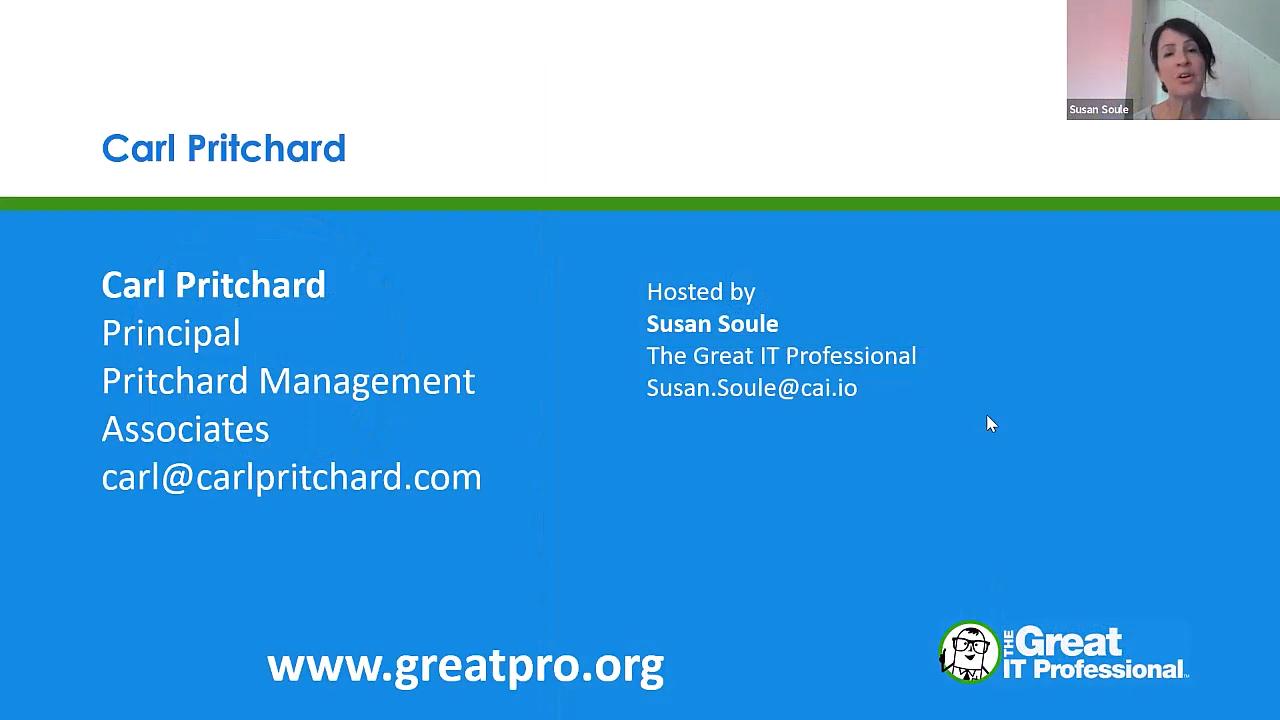 Susan Soule
Carl Pritchard
Carl Pritchard
Principal
Pritchard Management
Associates
carl@carlpritchard.com
Hosted by
Susan Soule
The Great IT Professional
Susan.Soule@cai.io
www.greatpro.org
THE Great
IT Professional